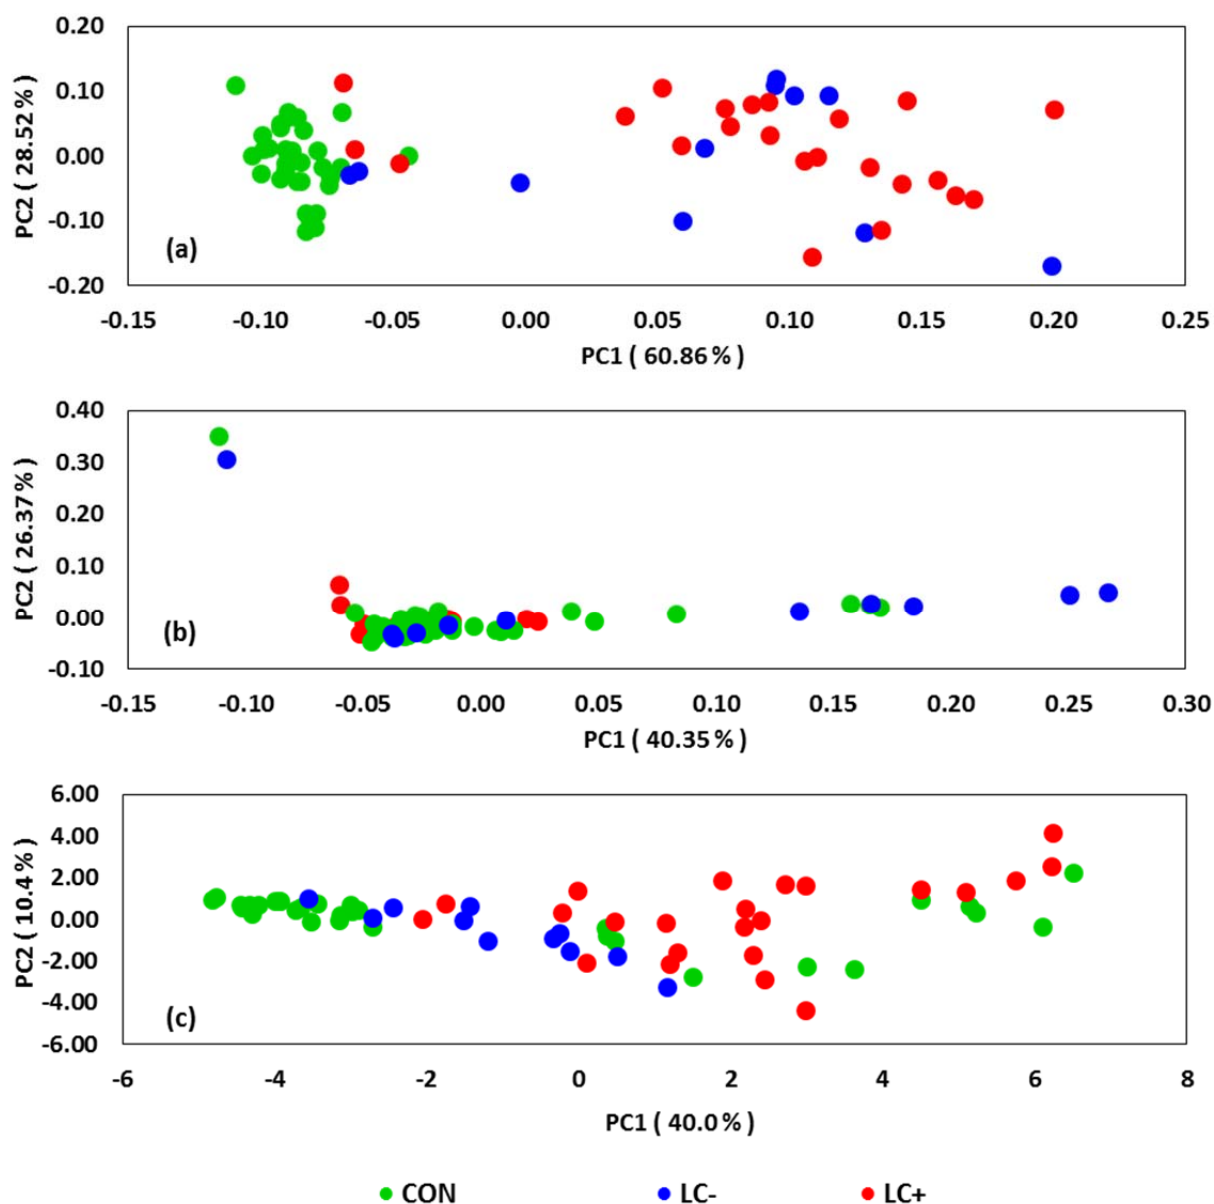 0.20
0.10
0.00
-0.10
-0.20
PC2 ( 28.52 % )
(a)
-0.15 -0.10 -0.05 0.00 0.05 0.10 0.15 0.20 0.25
PC1 ( 60.86 % )
0.40
0.30
0.20
0.10
0.00
-0.10
PC2 ( 26.37 % )
(b)
-0.15 -0.10 -0.05 0.00 0.05 0.10 0.15 0.20 0.25 0.30
PC1 ( 40.35 % )
6.00
4.00
2.00
0.00
-2.00
-4.00
-6.00
PC2 ( 10.4 % )
(c)
-6 -4 -2 0 2 4 6 8
PC1 ( 40.0 % )
CON LC- LC+